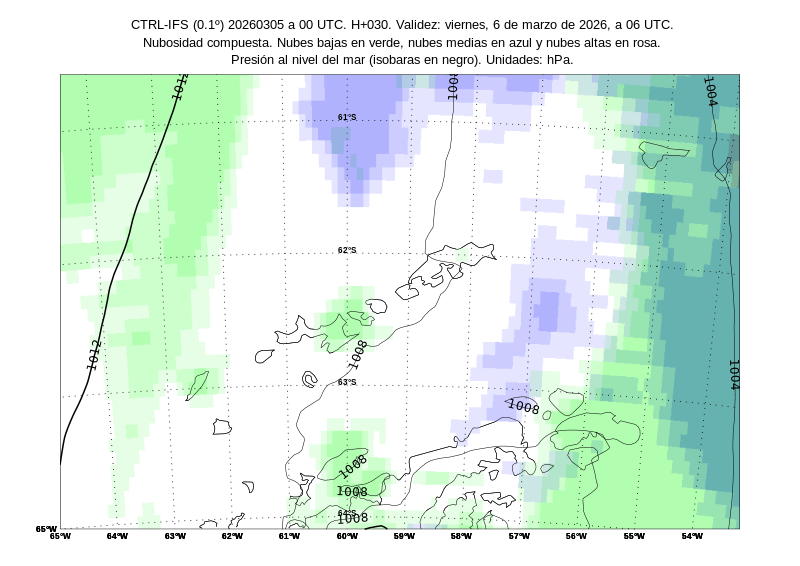 CTRL-IFS (0.1º) 20260305 a 00 UTC. H+030. Validez: viernes, 6 de marzo de 2026, a 06 UTC.
Nubosidad compuesta. Nubes bajas en verde, nubes medias en azul y nubes altas en rosa.
Presión al nivel del mar (isobaras en negro). Unidades: hPa.
1012
1008
1004
61°S
62°S
1012
1008
1004
63°S
1008
1008
1008
64°S
1008
65°W
65°W 64°W 63°W 62°W 61°W 60°W 59°W 58°W 57°W 56°W 55°W 54°W